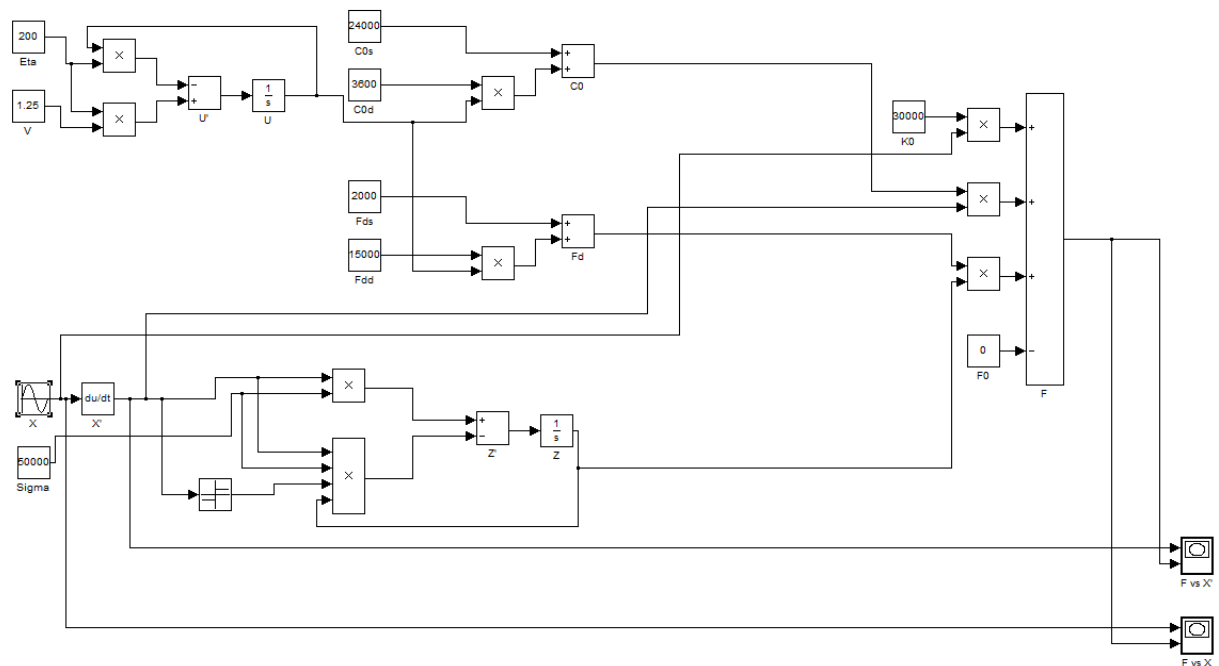 200
Eta
1.25
V
×
×
−
+
U'
1
s
U
24000
C0s
3600
C0d
×
+
+
C0
2000
Fds
15000
Fdd
×
+
+
Fd
30000
K0
×
×
×
0
F0
+
+
+
−
F
X
du/dt
X'
50000
Sigma
×
×
+
−
Z'
1
s
Z
F vs X'
F vs X